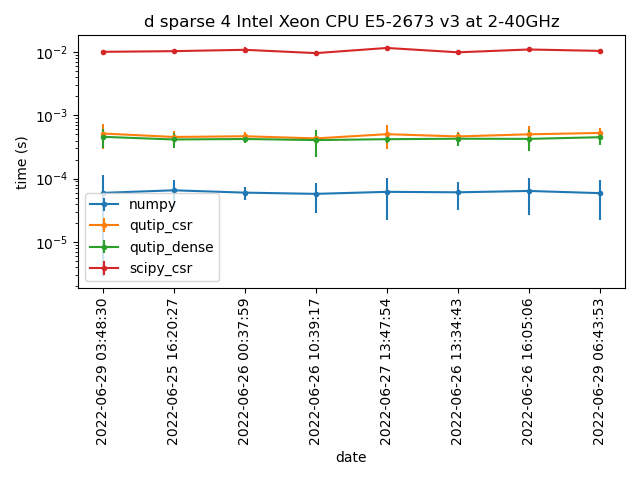 d sparse 4 Intel Xeon CPU E5-2673 v3 at 2-40GHz
time (s)
10⁻²
10⁻³
10⁻⁴
10⁻⁵
numpy
qutip_csr
qutip_dense
scipy_csr
2022-06-29 03:48:30
2022-06-25 16:20:27
2022-06-26 00:37:59
2022-06-26 10:39:17
2022-06-27 13:47:54
2022-06-26 13:34:43
2022-06-26 16:05:06
2022-06-29 06:43:53
date